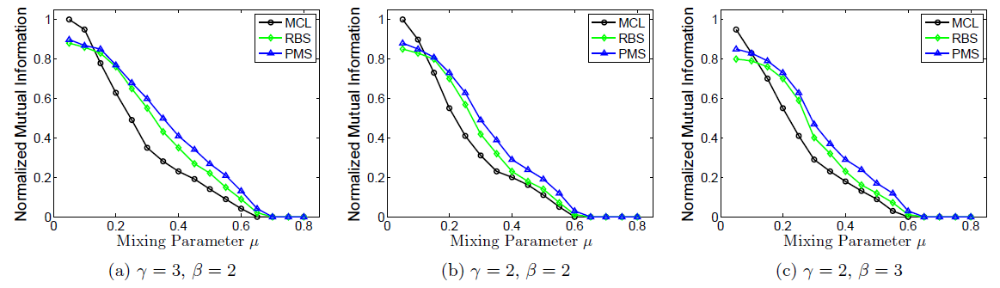 1
0.8
0.6
0.4
0.2
0
0 0.2 0.4 0.6 0.8
Normalized Mutual Information
Mixing Parameter μ
MCL
RBS
PMS
(a) γ = 3, β = 2
1
0.8
0.6
0.4
0.2
0
0 0.2 0.4 0.6 0.8
Normalized Mutual Information
Mixing Parameter μ
MCL
RBS
PMS
(b) γ = 2, β = 2
1
0.8
0.6
0.4
0.2
0
0 0.2 0.4 0.6 0.8
Normalized Mutual Information
Mixing Parameter μ
MCL
RBS
PMS
(c) γ = 2, β = 3